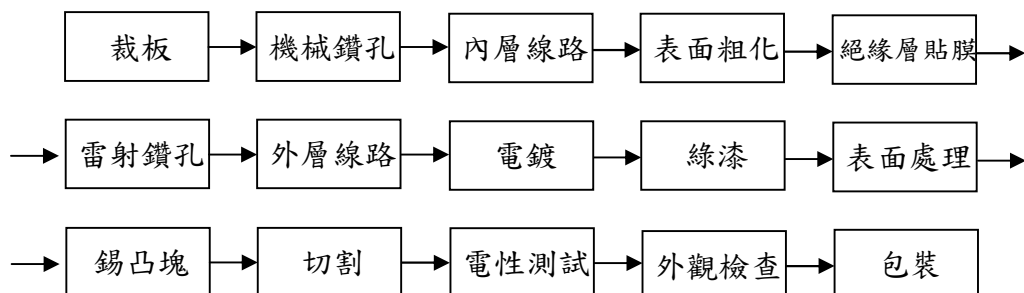 裁板 機械鑽孔 內層線路 表面粗化 絕緣層貼膜
雷射鑽孔 外層線路 電鍍 綠漆 表面處理
錫凸塊 切割 電性測試 外觀檢查 包裝